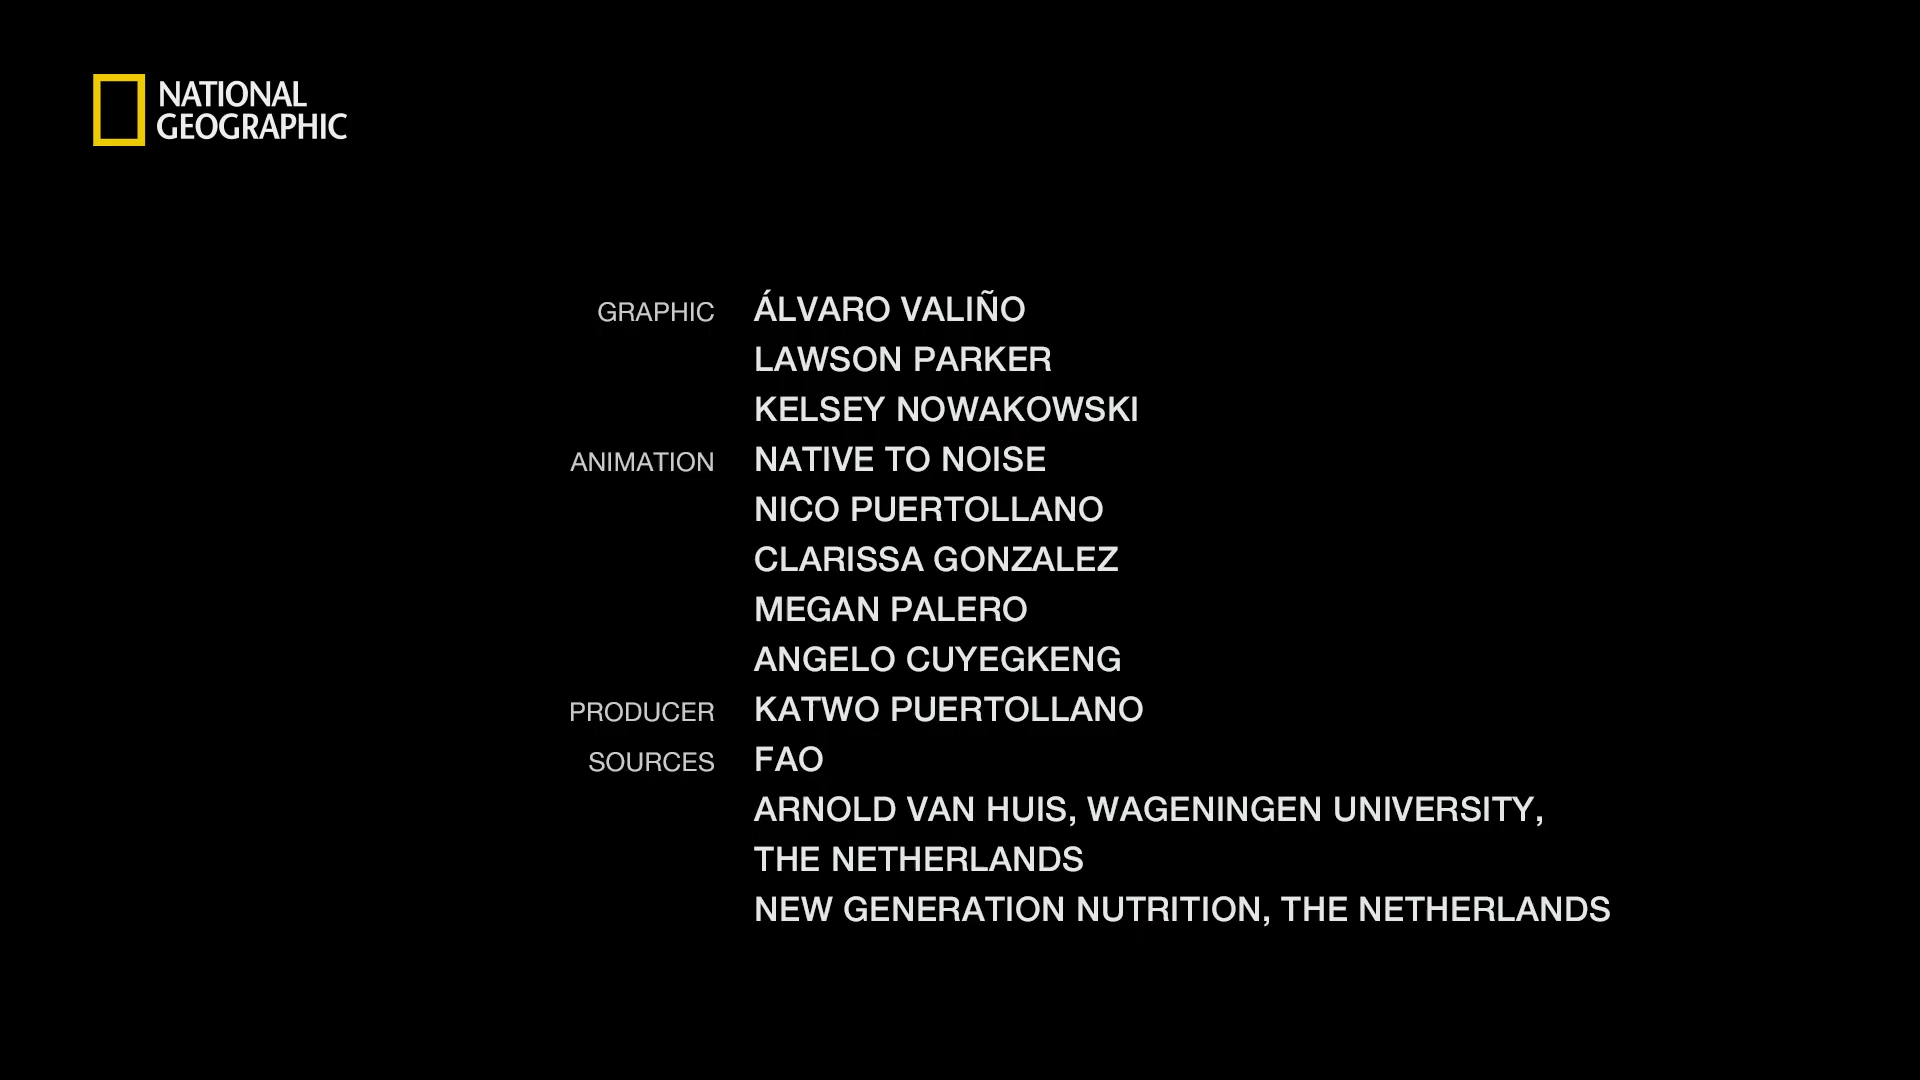 NATIONAL
GEOGRAPHIC
GRAPHIC ÁLVARO VALIÑO
LAWSON PARKER
KELSEY NOWAKOWSKI
ANIMATION NATIVE TO NOISE
NICO PUERTOLLANO
CLARISSA GONZALEZ
MEGAN PALERO
ANGELO CUYEGKENG
PRODUCER KATWO PUERTOLLANO
SOURCES FAO
ARNOLD VAN HUIS, WAGENINGEN UNIVERSITY,
THE NETHERLANDS
NEW GENERATION NUTRITION, THE NETHERLANDS